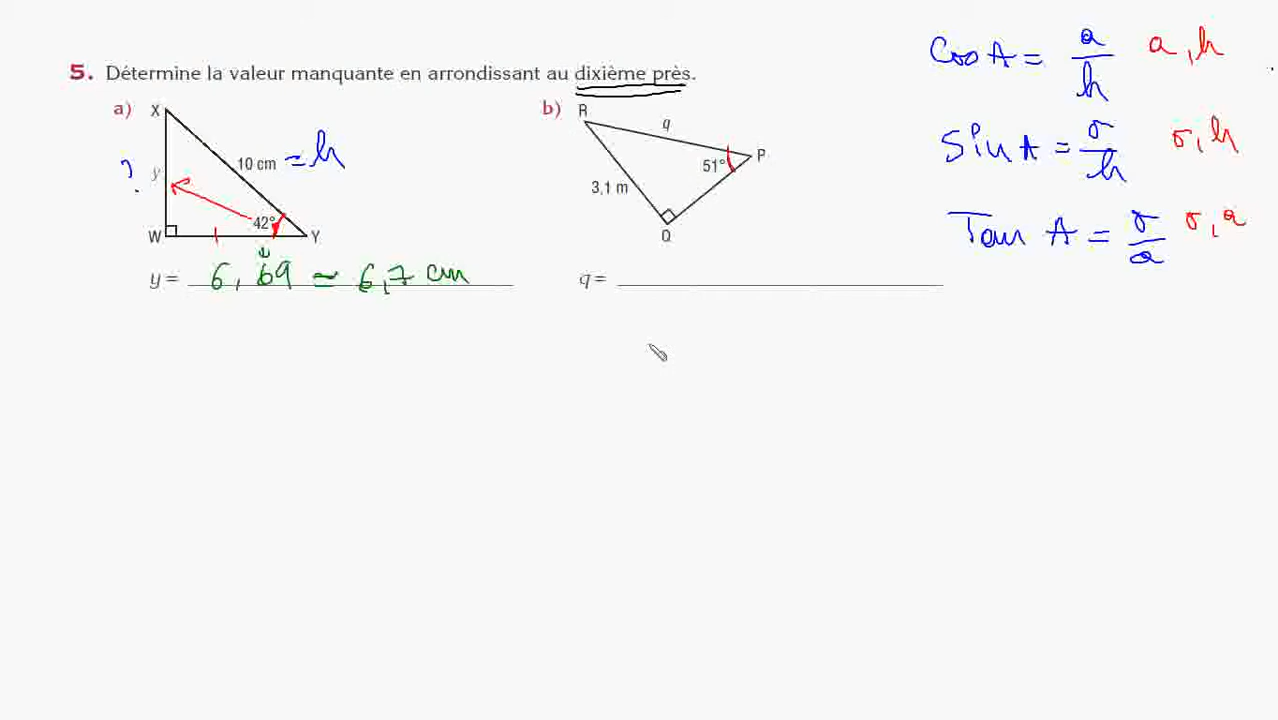 5. Détermine la valeur manquante en arrondissant au dixième près.
a) X
? y 10 cm = h
42°
W Y
y = 6,69 ≃ 6,7 cm
b) R
q
P
51°
3,1 m
Q
q =
Cos A = a/h a, h
Sin A = σ/h σ, h
Tan A = σ/a σ, a